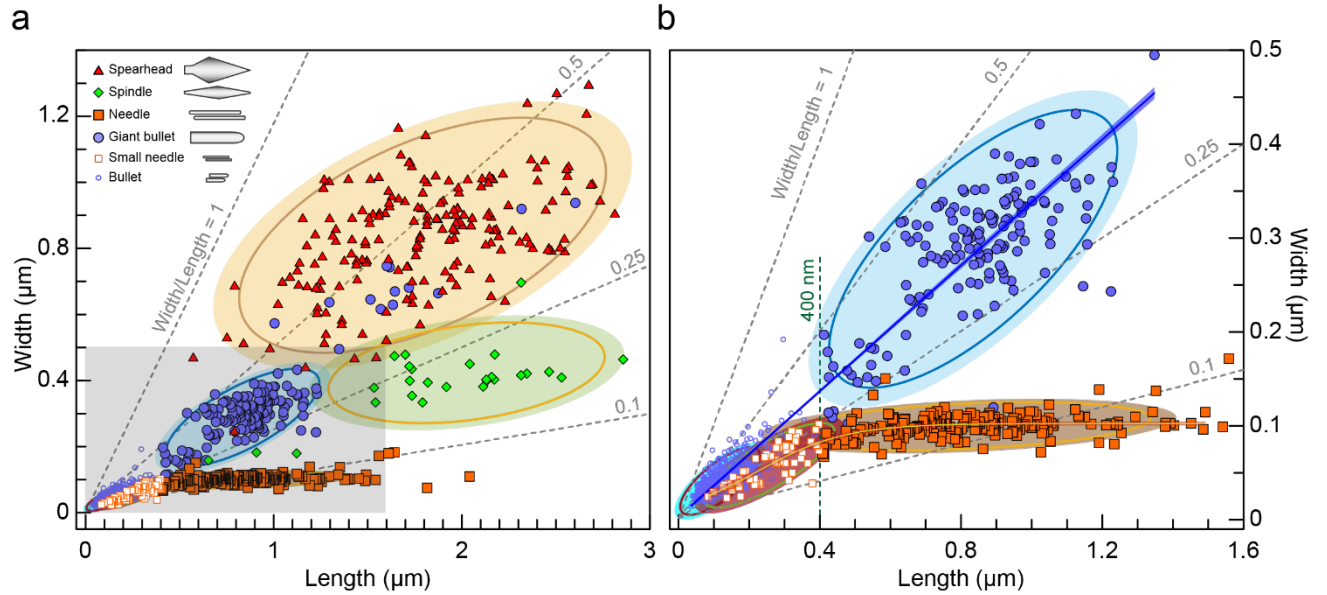 a
Spearhead
Spindle
Needle
Giant bullet
Small needle
Bullet
Width/Length = 1
0.5
0.25
0.1
1.2
0.8
0.4
0
Width (µm)
0
1
2
3
Length (µm)
b
Width/Length = 1
0.5
0.25
0.1
400 nm
0.5
0.4
0.3
0.2
0.1
0
Width (µm)
0
0.4
0.8
1.2
1.6
Length (µm)